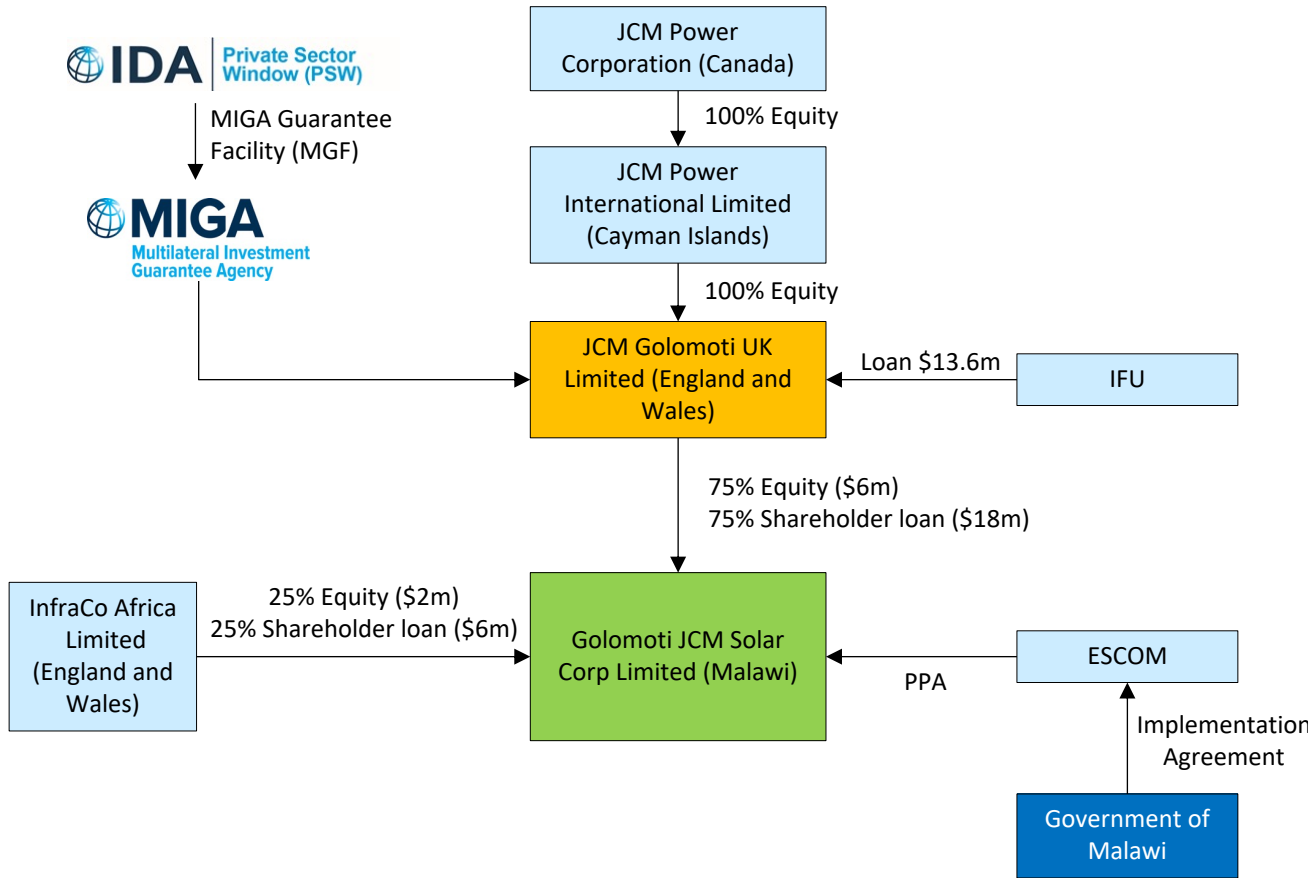 IDA
Private Sector
Window (PSW)
JCM Power
Corporation (Canada)
MIGA Guarantee
Facility (MGF)
100% Equity
MIGA
Multilateral Investment
Guarantee Agency
JCM Power
International Limited
(Cayman Islands)
100% Equity
JCM Golomoti UK
Limited (England and
Wales)
Loan $13.6m
IFU
75% Equity ($6m)
75% Shareholder loan ($18m)
InfraCo Africa
Limited
(England and
Wales)
25% Equity ($2m)
25% Shareholder loan ($6m)
Golomoti JCM Solar
Corp Limited (Malawi)
PPA
ESCOM
Implementation
Agreement
Government of
Malawi